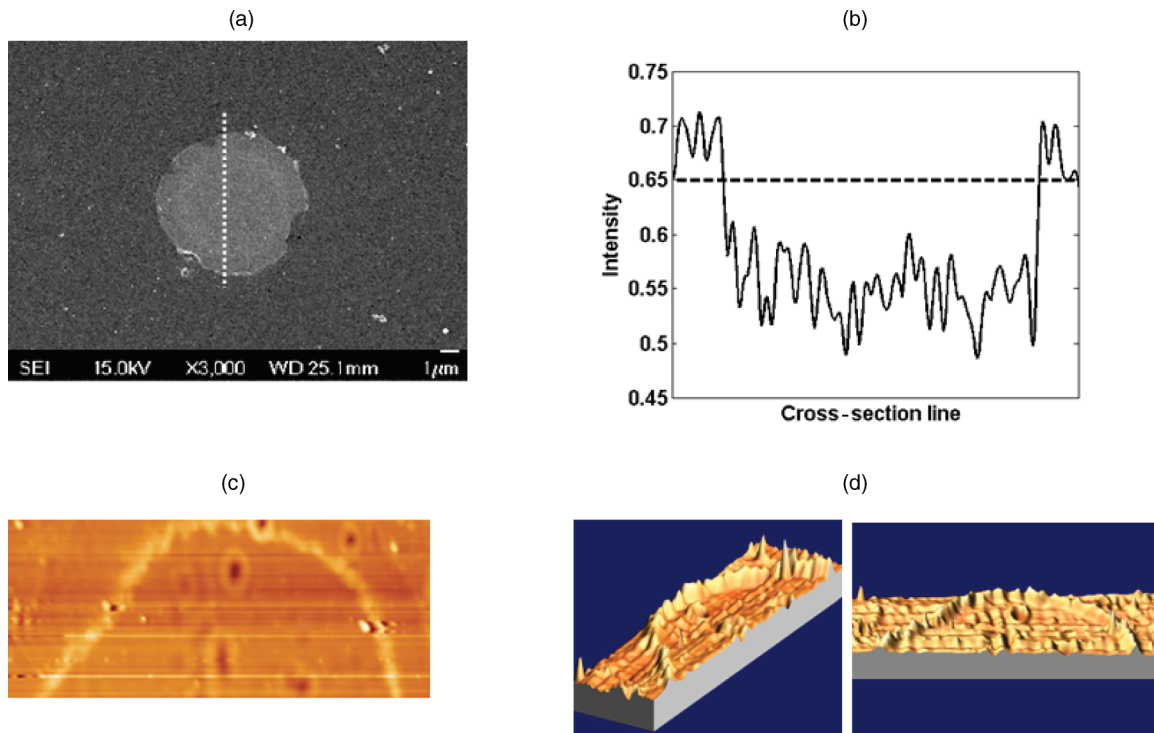 (a)
(b)
SEI 15.0kV X3,000 WD 25.1mm 1μm
0.75
0.7
0.65
0.6
0.55
0.5
0.45
Intensity
Cross-section line
(c)
(d)